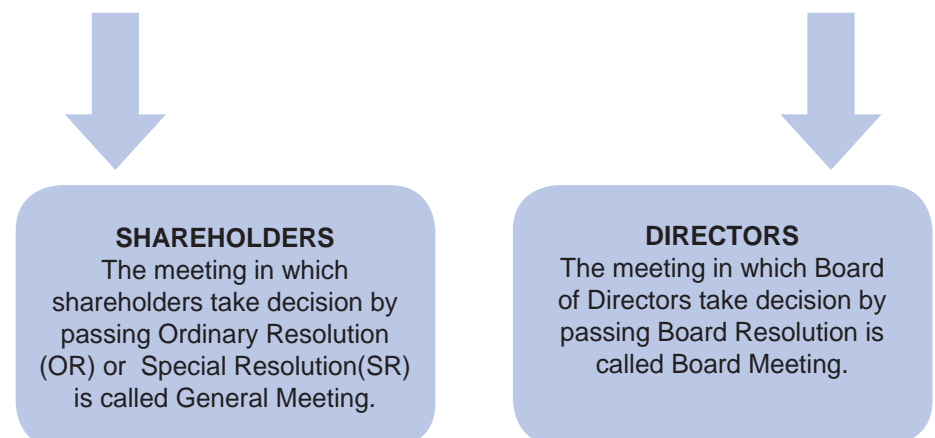 SHAREHOLDERS
The meeting in which
shareholders take decision by
passing Ordinary Resolution
(OR) or  Special Resolution(SR)
is called General Meeting.
DIRECTORS
The meeting in which Board
of Directors take decision by
passing Board Resolution is
called Board Meeting.